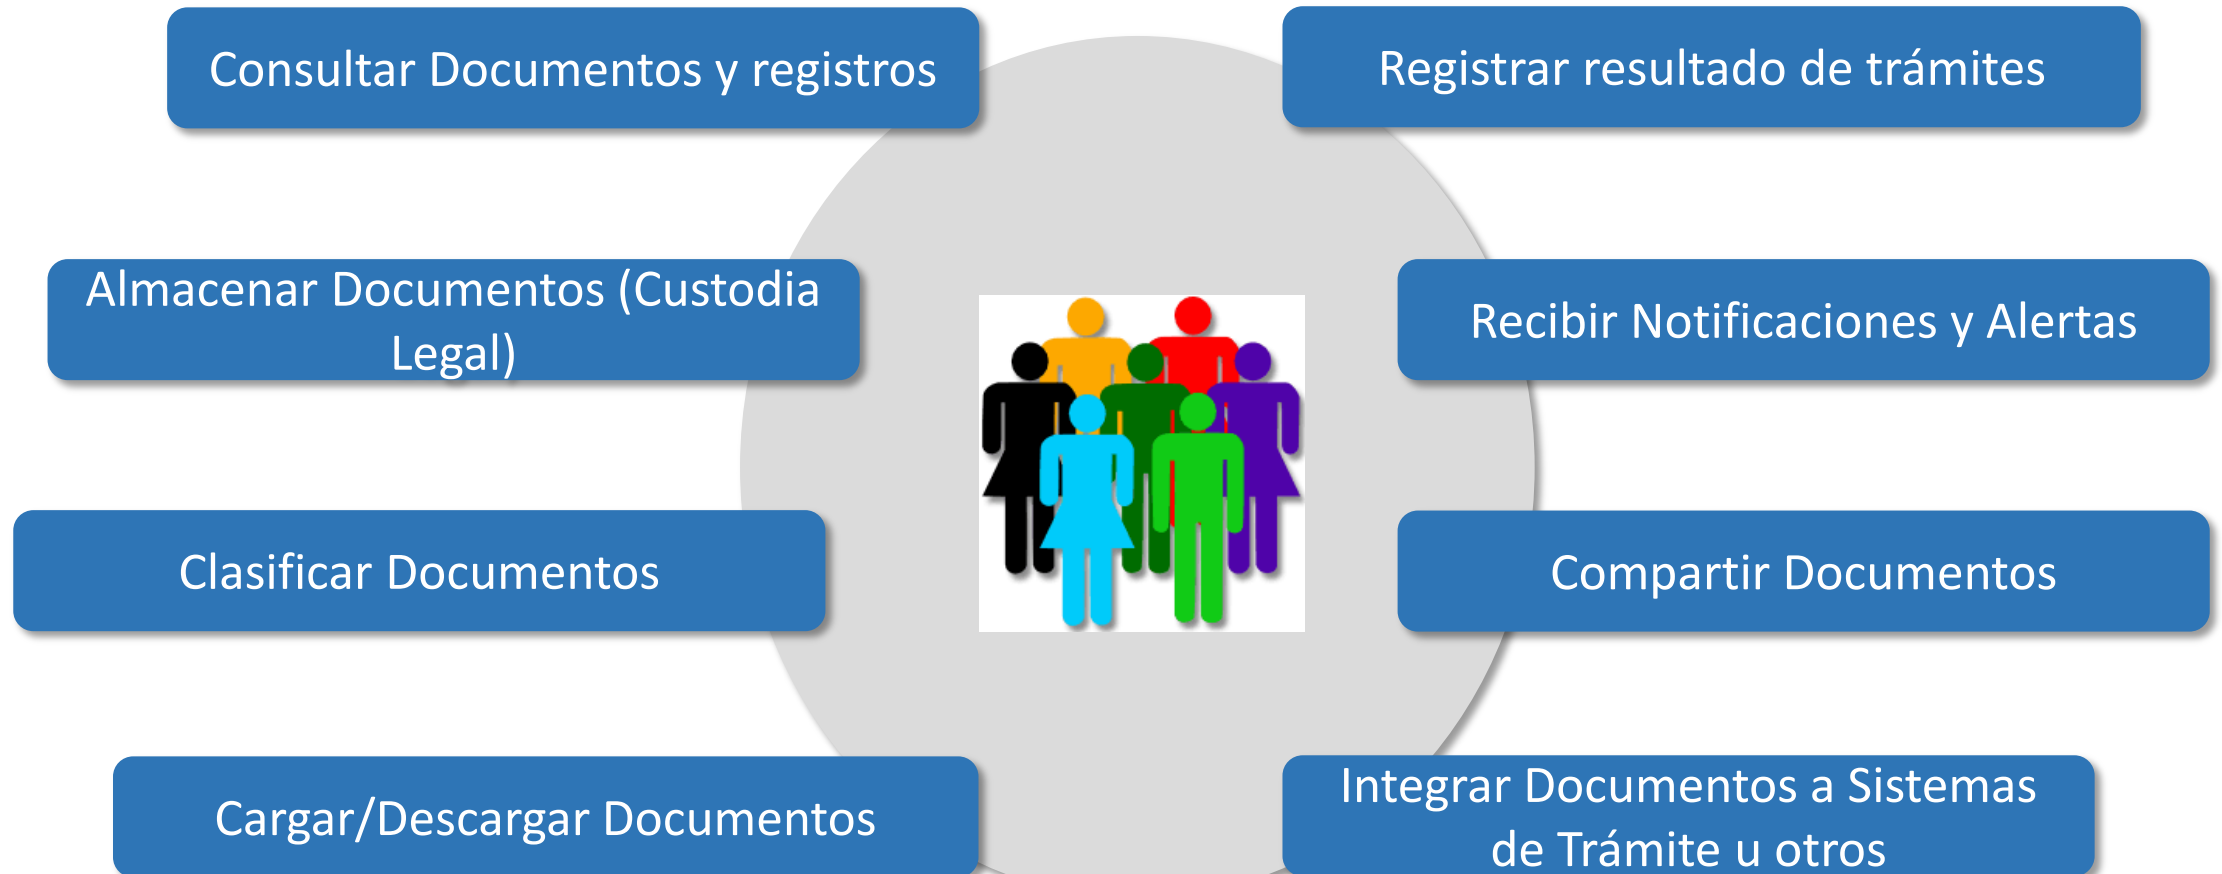 Consultar Documentos y registros
Registrar resultado de trámites
Almacenar Documentos (Custodia
Legal)
Recibir Notificaciones y Alertas
Clasificar Documentos
Compartir Documentos
Cargar/Descargar Documentos
Integrar Documentos a Sistemas
de Trámite u otros